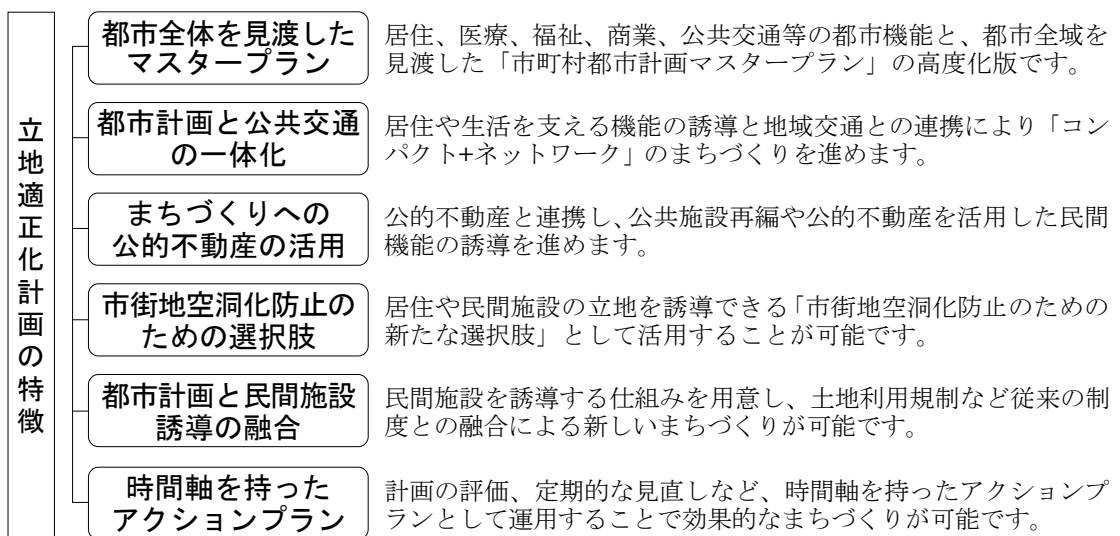 立地適正化計画の特徴
都市全体を見渡した
マスタープラン
居住、医療、福祉、商業、公共交通等の都市機能と、都市全域を
見渡した「市町村都市計画マスタープラン」の高度化版です。
都市計画と公共交通
の一体化
居住や生活を支える機能の誘導と地域交通との連携により「コン
パクト+ネットワーク」のまちづくりを進めます。
まちづくりへの
公的不動産の活用
公的不動産と連携し、公共施設再編や公的不動産を活用した民間
機能の誘導を進めます。
市街地空洞化防止の
ための選択肢
居住や民間施設の立地を誘導できる「市街地空洞化防止のための
新たな選択肢」として活用することが可能です。
都市計画と民間施設
誘導の融合
民間施設を誘導する仕組みを用意し、土地利用規制など従来の制
度との融合による新しいまちづくりが可能です。
時間軸を持った
アクションプラン
計画の評価、定期的な見直しなど、時間軸を持ったアクションプ
ランとして運用することで効果的なまちづくりが可能です。